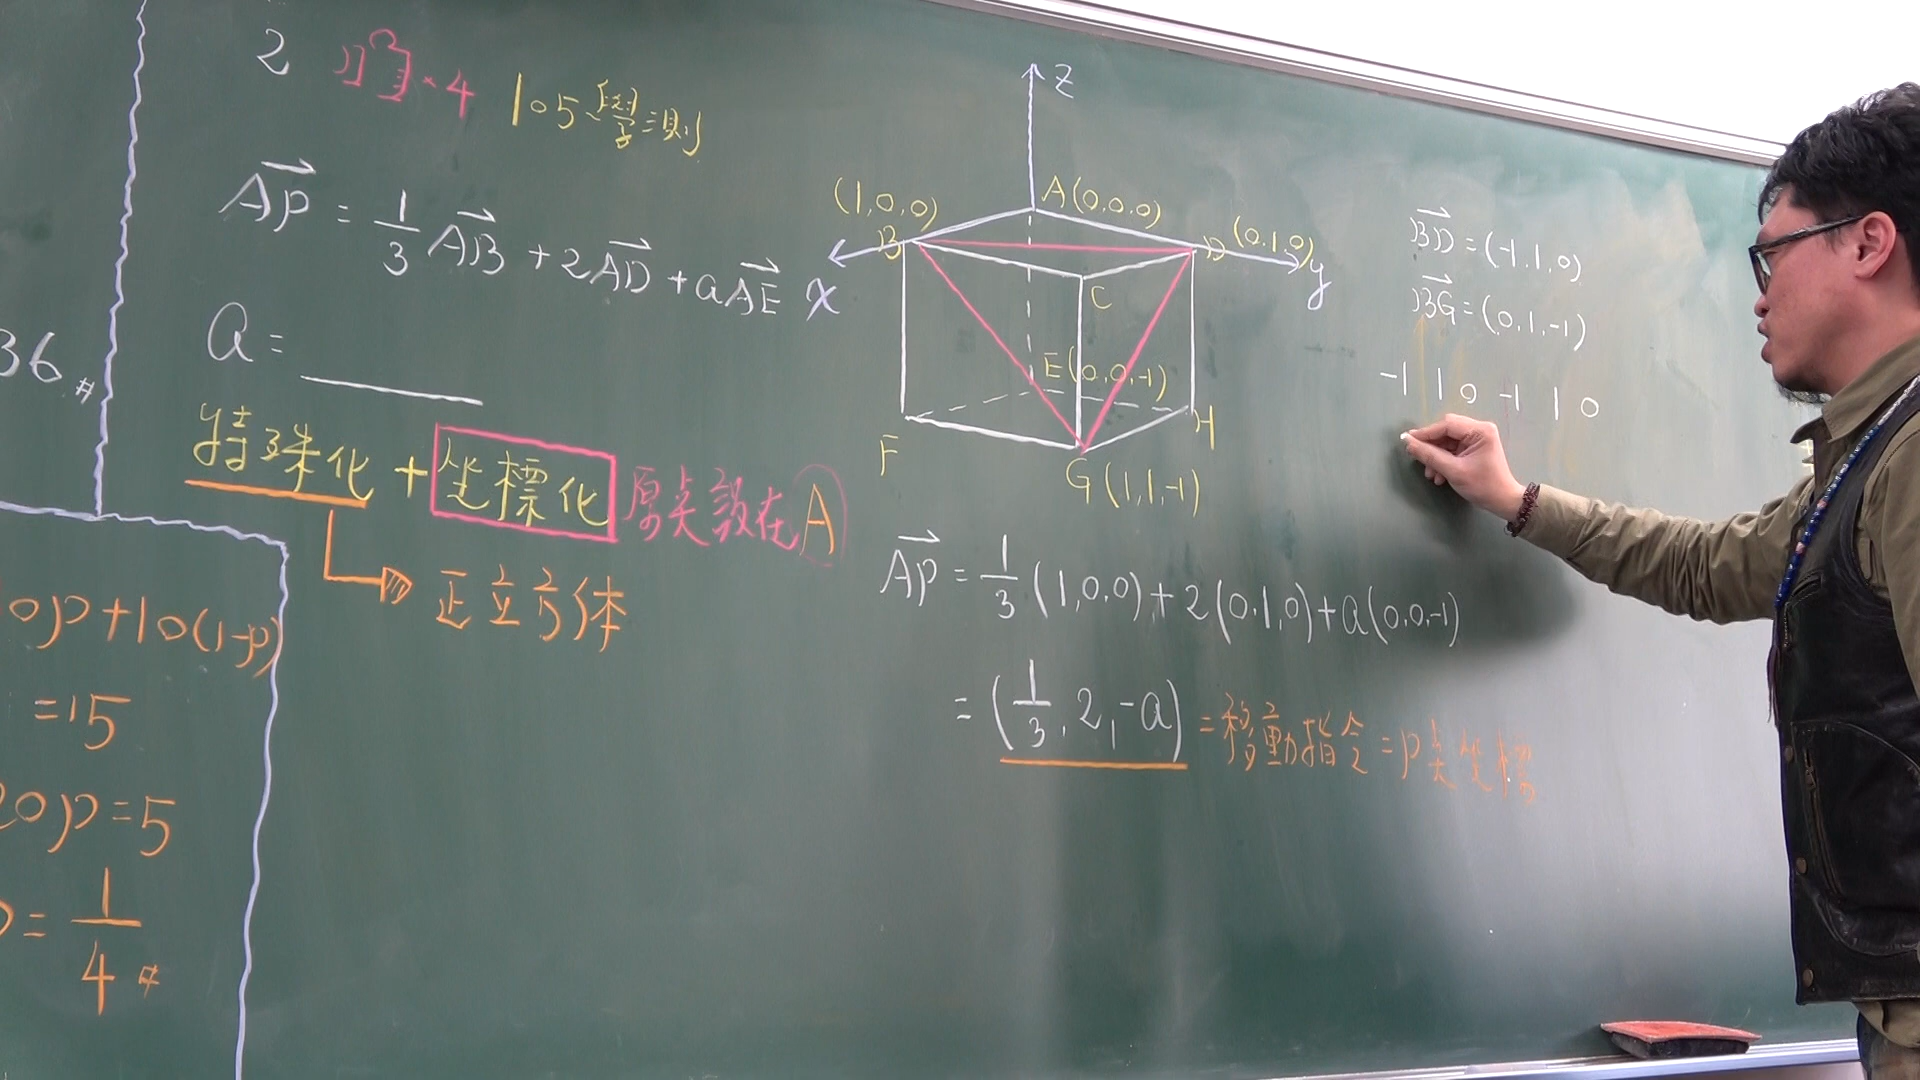 2
×4
105學測
AP = 1/3 AB + 2AD + aAE
a = ____
特殊化 + 坐標化 原點設在A
正立方体
36 #
0p+10(1-p)
=15
20p=5
p= 1/4 #
z
(1,0,0)
A(0,0,0)
(0,1,0)
B
D
x
y
C
E(0,0,-1)
F
H
G(1,1,-1)
BD = (-1,1,0)
BG = (0,1,-1)
-1 1 0 -1 1 0
AP = 1/3 (1,0,0) + 2(0,1,0) + a(0,0,-1)
= (1/3, 2, -a) = 移動指令 = P點坐標